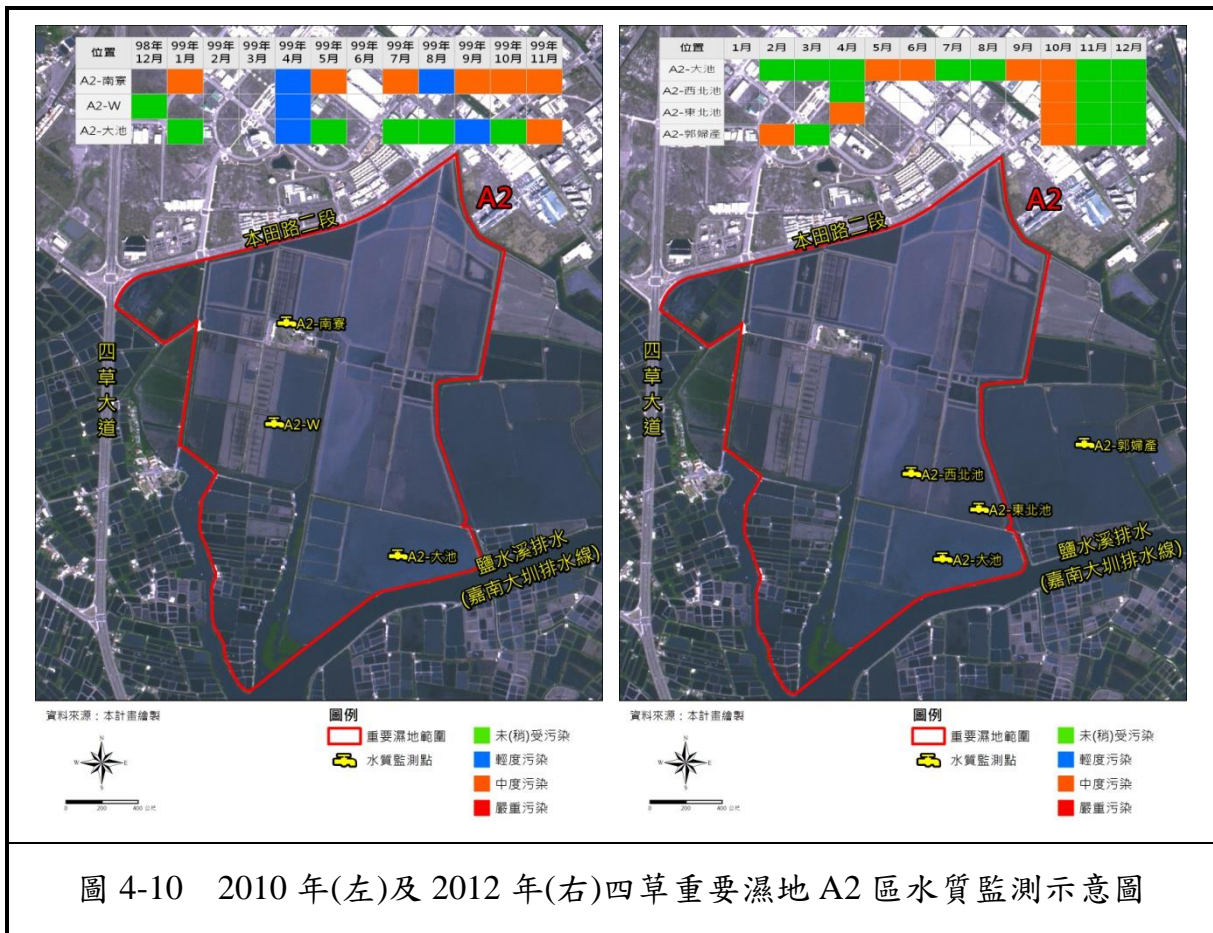 位置 98年12月 99年1月 99年2月 99年3月 99年4月 99年5月 99年6月 99年7月 99年8月 99年9月 99年10月 99年11月
A2-南寮
A2-W
A2-大池
A2
本田路二段
四草大道
A2-南寮
A2-W
A2-大池
鹽水溪排水
(嘉南大圳排水線)
資料來源：本計畫繪製
N
W E
S
0 200 400 公尺
圖例
重要濕地範圍
水質監測點
未(稍)受污染
輕度污染
中度污染
嚴重污染
位置 1月 2月 3月 4月 5月 6月 7月 8月 9月 10月 11月 12月
A2-大池
A2-西北池
A2-東北池
A2-郭婦產
A2
本田路二段
四草大道
A2-郭婦產
A2-西北池
A2-東北池
A2-大池
鹽水溪排水
(嘉南大圳排水線)
資料來源：本計畫繪製
N
W E
S
0 200 400 公尺
圖例
重要濕地範圍
水質監測點
未(稍)受污染
輕度污染
中度污染
嚴重污染
圖 4-10 2010 年(左)及 2012 年(右)四草重要濕地 A2 區水質監測示意圖